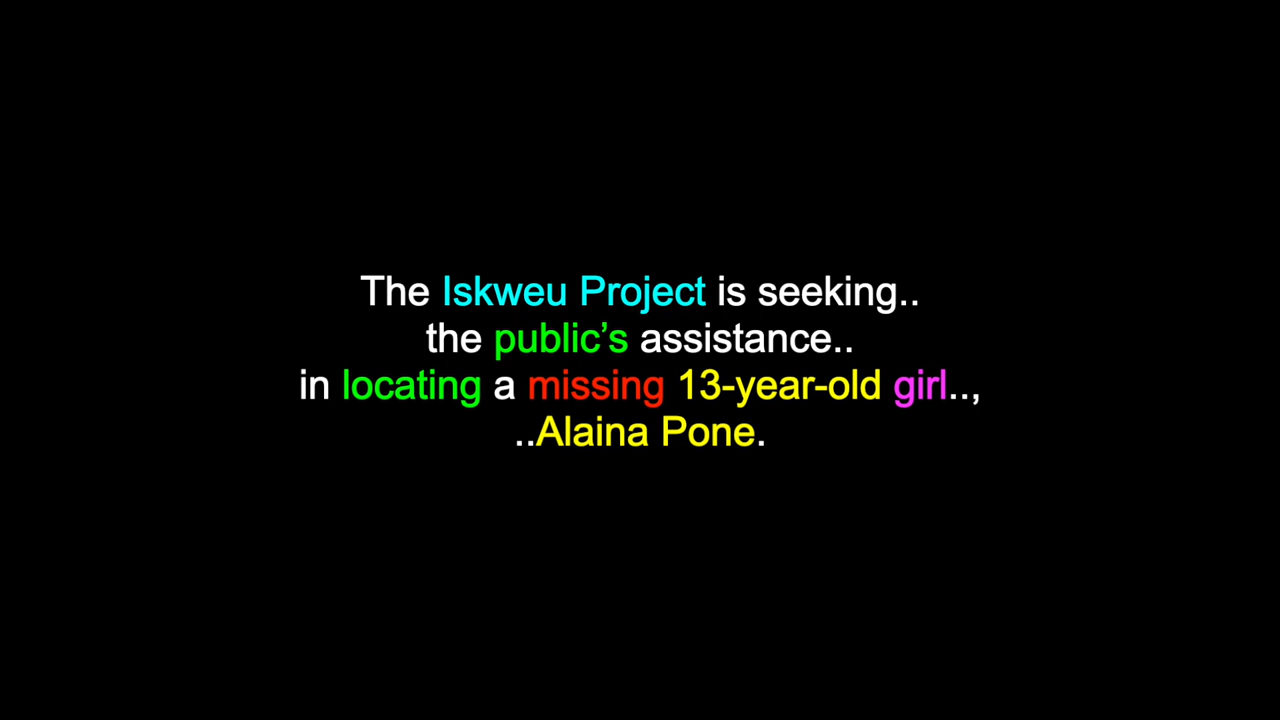 The Iskweu Project is seeking..
the public’s assistance..
in locating a missing 13-year-old girl..,
..Alaina Pone.